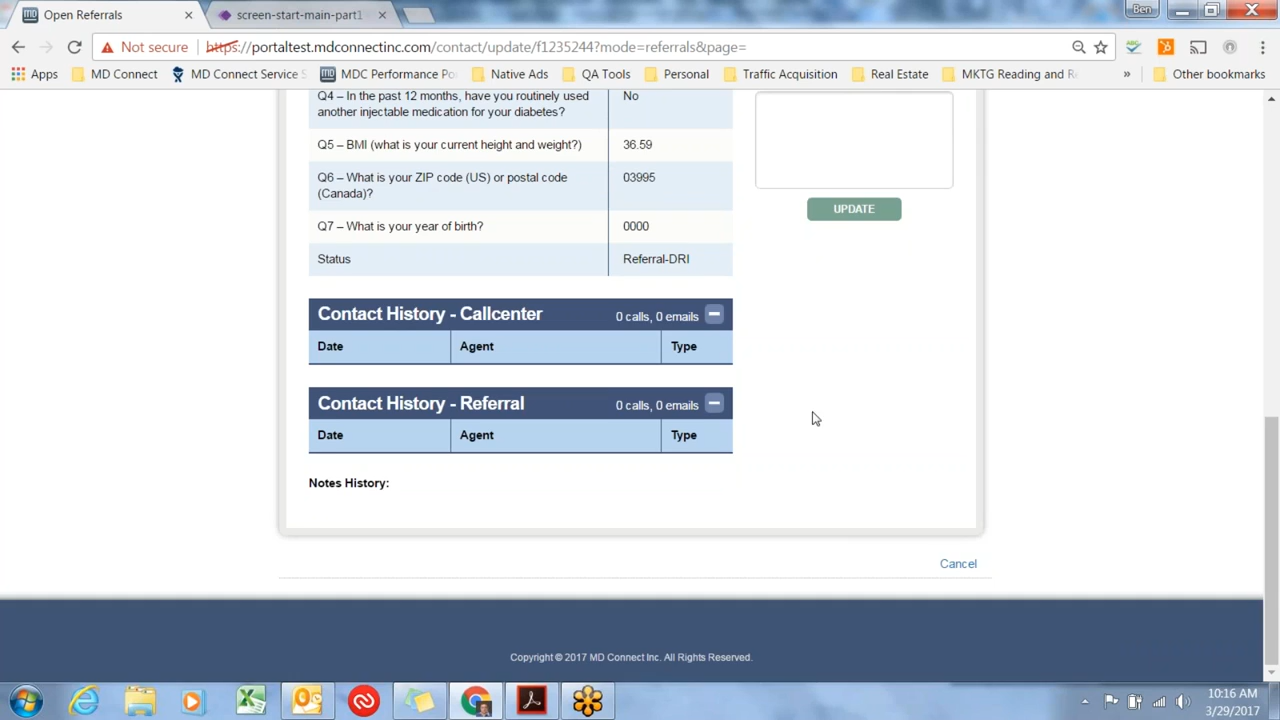 Open Referrals
screen-start-main-part1
Ben
Not secure
https://portaltest.mdconnectinc.com/contact/update/f1235244?mode=referrals&page=
Apps
MD Connect
MD Connect Service S
MDC Performance Po
Native Ads
QA Tools
Personal
Traffic Acquisition
Real Estate
MKTG Reading and R
»
Other bookmarks
Q4 – In the past 12 months, have you routinely used
another injectable medication for your diabetes?
No
Q5 – BMI (what is your current height and weight?)
36.59
Q6 – What is your ZIP code (US) or postal code
(Canada)?
03995
Q7 – What is your year of birth?
0000
Status
Referral-DRI
UPDATE
Contact History - Callcenter
0 calls, 0 emails
Date
Agent
Type
Contact History - Referral
0 calls, 0 emails
Date
Agent
Type
Notes History:
Cancel
Copyright © 2017 MD Connect Inc. All Rights Reserved.
10:16 AM
3/29/2017